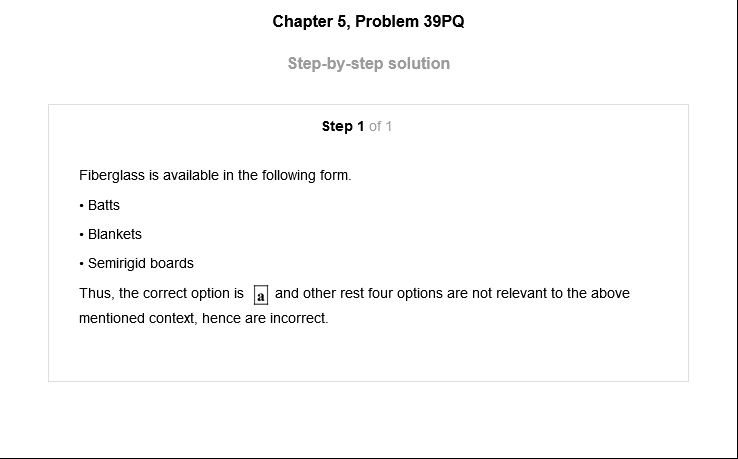 Chapter 5, Problem 39PQ
Step-by-step solution
Step 1 of 1
Fiberglass is available in the following form.
• Batts
• Blankets
• Semirigid boards
Thus, the correct option is a and other rest four options are not relevant to the above
mentioned context, hence are incorrect.